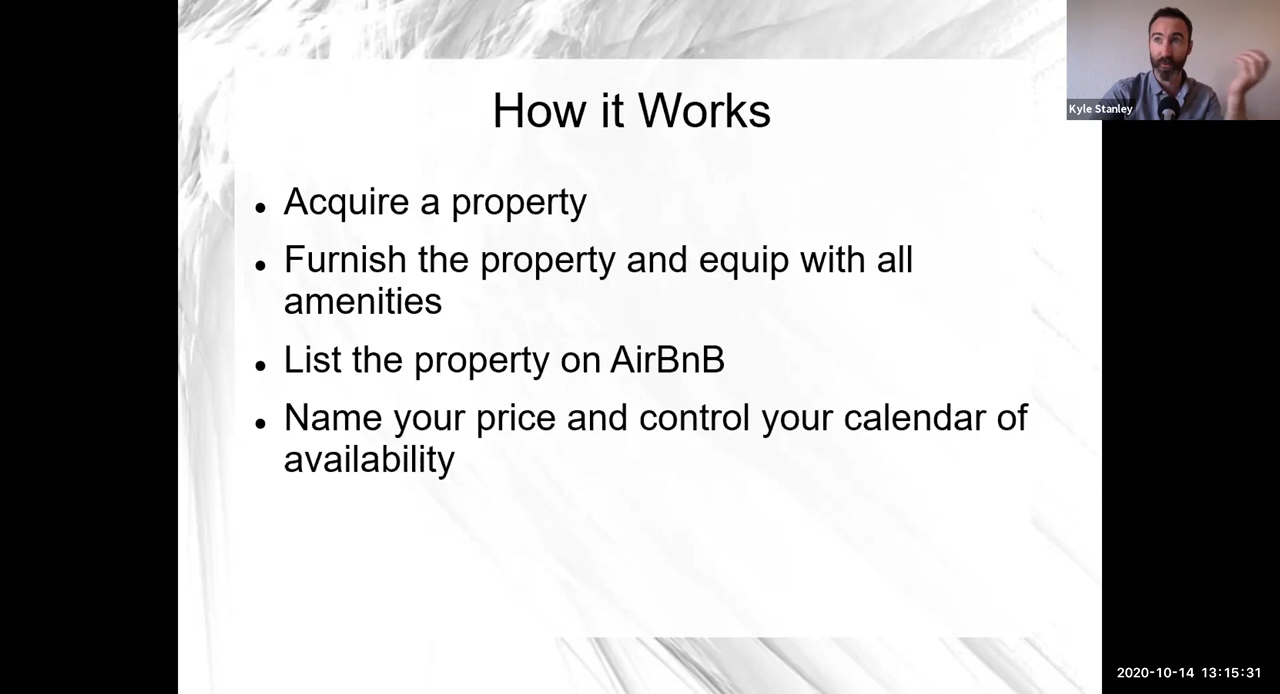 How it Works
Kyle Stanley
• Acquire a property
• Furnish the property and equip with all
amenities
• List the property on AirBnB
• Name your price and control your calendar of
availability
2020-10-14 13:15:31